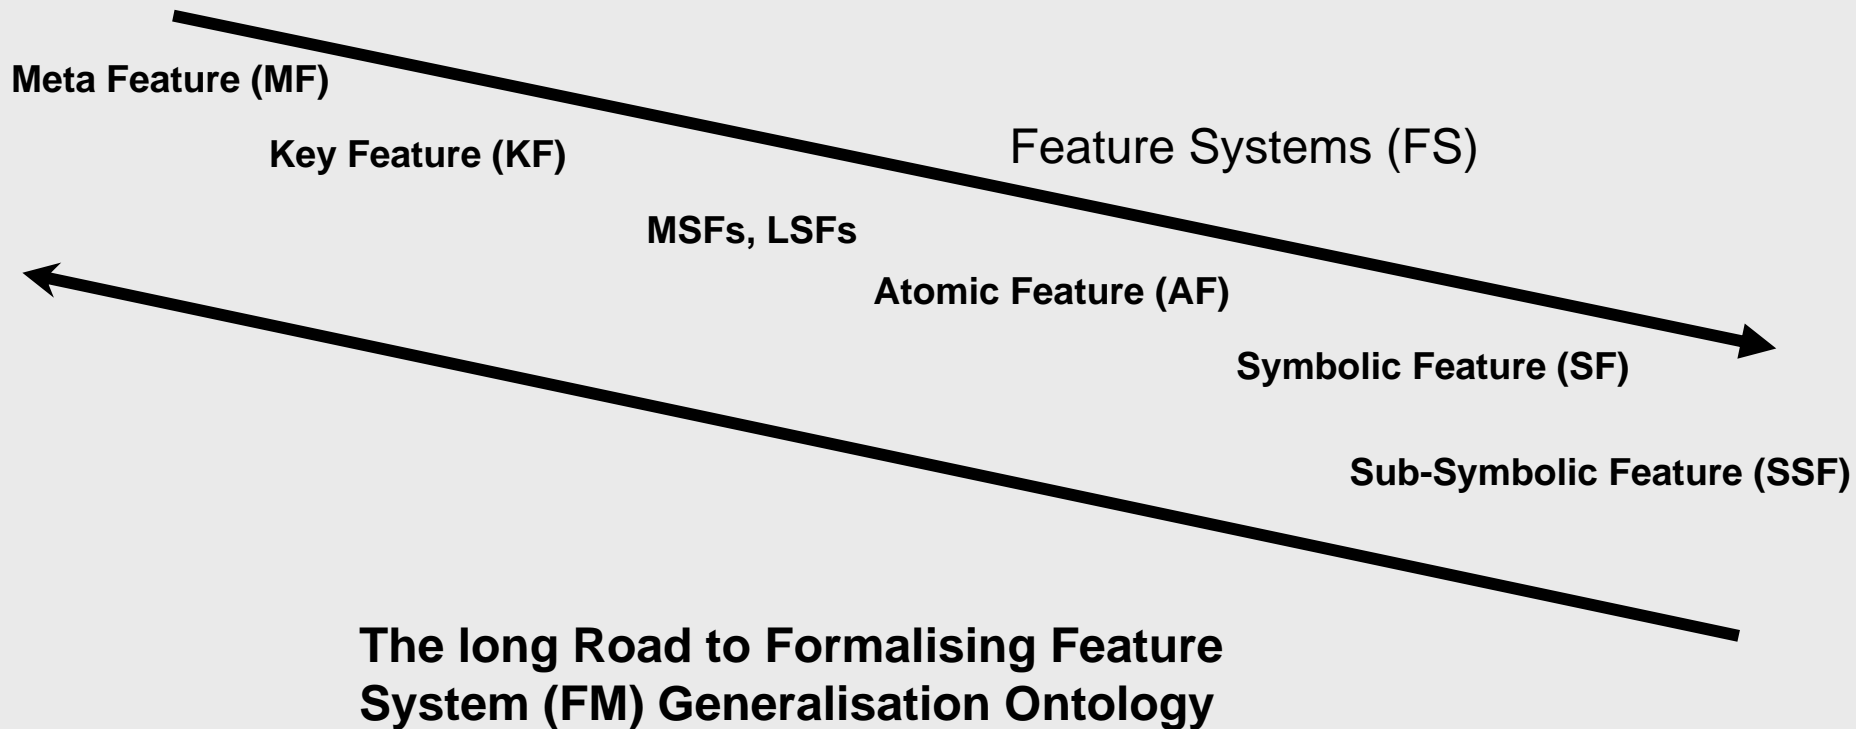 Meta Feature (MF)
Feature Systems (FS)
Key Feature (KF)
MSFs, LSFs
Atomic Feature (AF)
Symbolic Feature (SF)
Sub-Symbolic Feature (SSF)
The long Road to Formalising Feature
System (FM) Generalisation Ontology